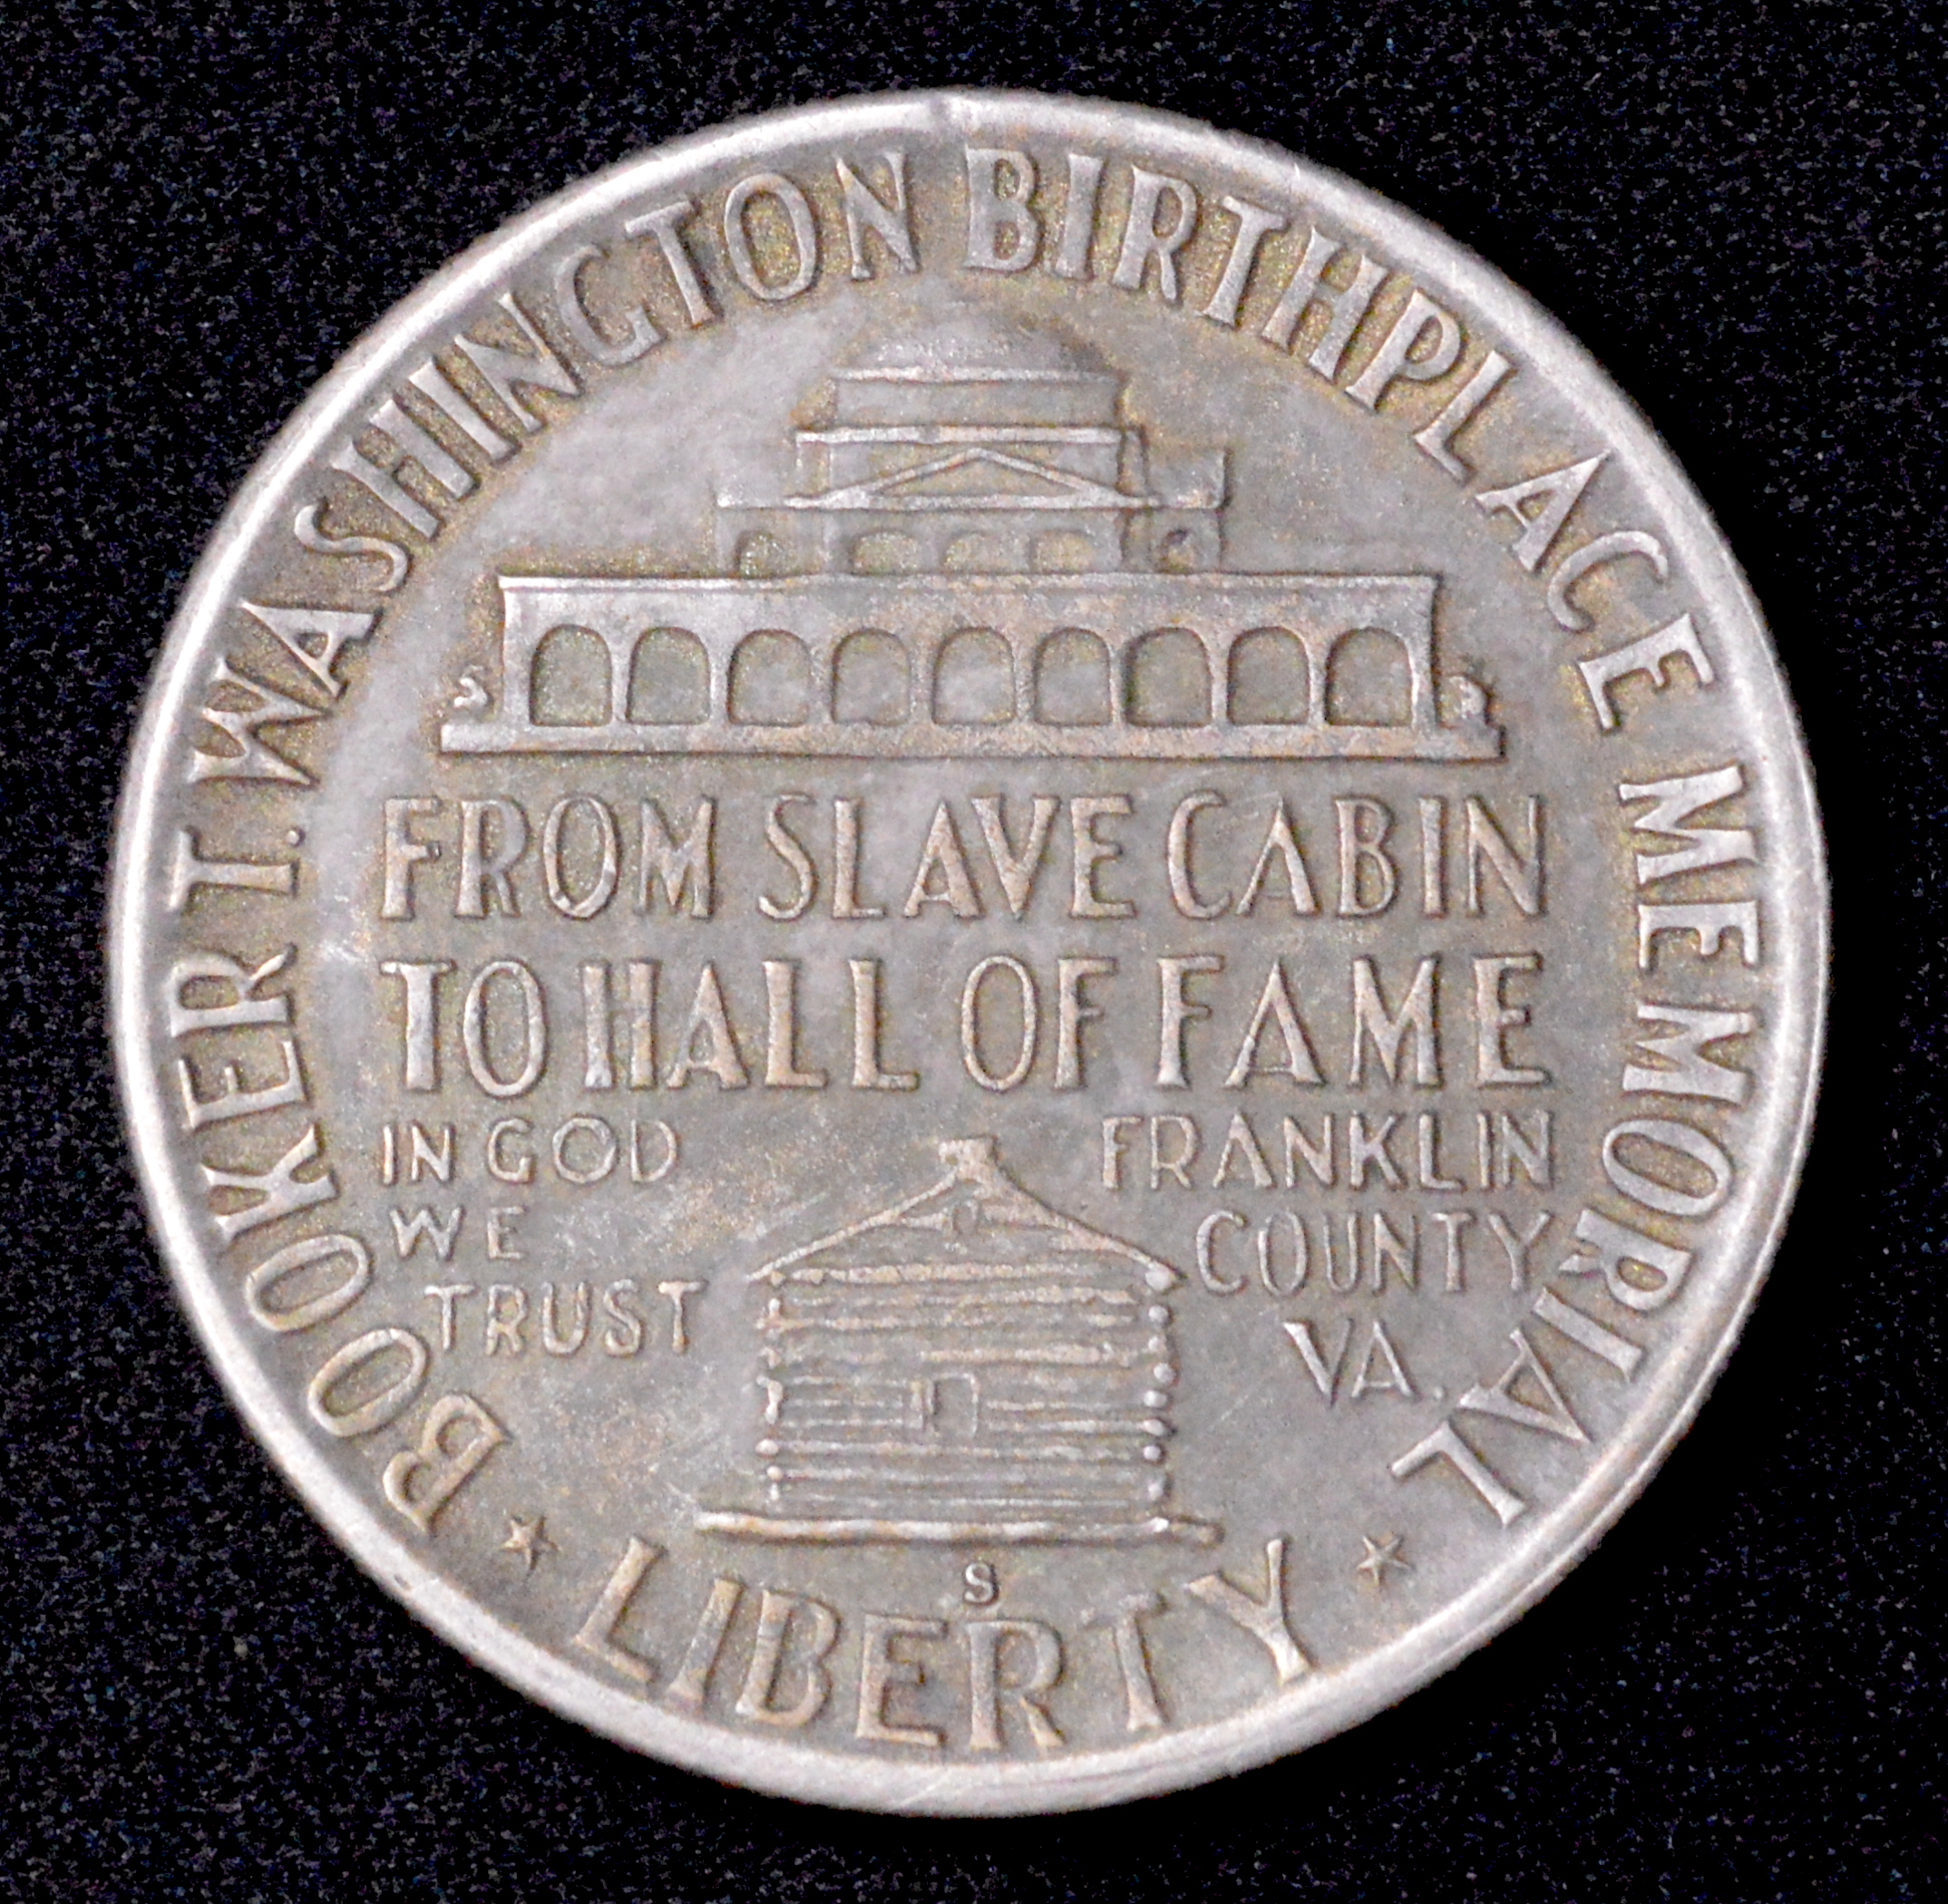 BOOKER T. WASHINGTON BIRTHPLACE MEMORIAL
FROM SLAVE CABIN
TO HALL OF FAME
IN GOD
WE
TRUST
FRANKLIN
COUNTY
VA.
S
LIBERTY